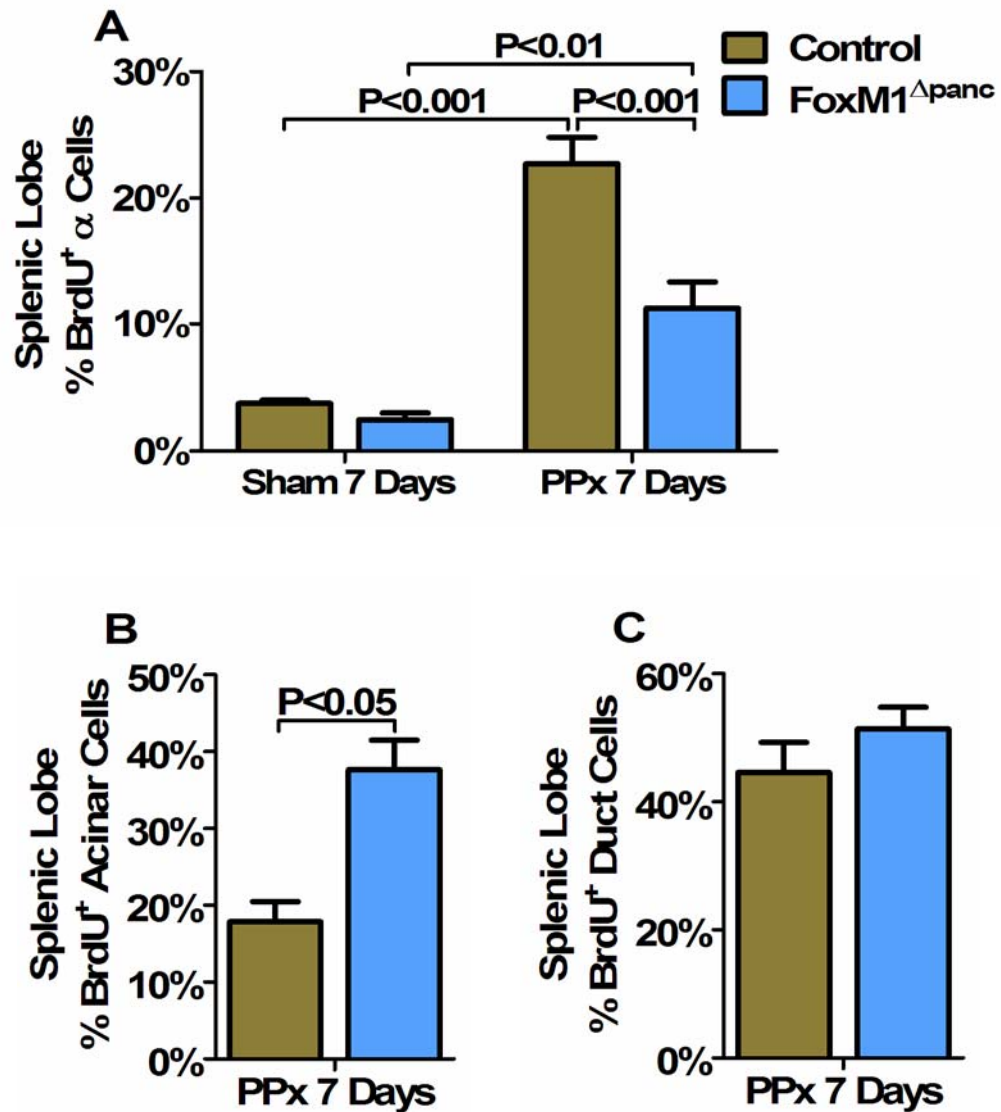 A
Control
FoxM1Δpanc
P<0.01
P<0.001
P<0.001
30%
20%
10%
0%
Splenic Lobe
% BrdU+ α Cells
Sham 7 Days
PPx 7 Days
B
P<0.05
50%
40%
30%
20%
10%
0%
Splenic Lobe
% BrdU+ Acinar Cells
PPx 7 Days
C
60%
40%
20%
0%
Splenic Lobe
% BrdU+ Duct Cells
PPx 7 Days